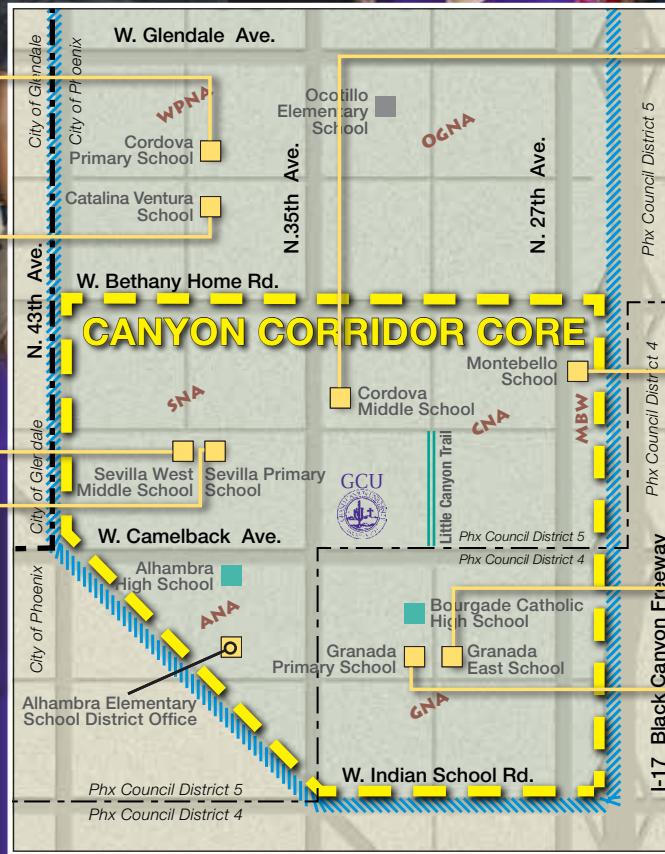 W. Glendale Ave.
City of Glendale
City of Phoenix
WPNA
Ocotillo
Elementary
School
OGNA
Cordova
Primary School
Catalina Ventura
School
N.35th Ave.
N. 27th Ave.
Phx Council District 5
N. 43th Ave.
W. Bethany Home Rd.
CANYON CORRIDOR CORE
Montebello
School
Phx Council District 4
SNA
Cordova
Middle School
CNA
MBW
City of Glendale
Sevilla West
Middle School
Sevilla Primary
School
GCU
Little Canyon Trail
W. Camelback Ave.
Phx Council District 5
Phx Council District 4
Alhambra
High School
ANA
Bourgade Catholic
High School
City of Phoenix
Granada
Primary School
Granada
East School
Alhambra Elementary
School District Office
GNA
I-17 Black Canyon Freeway
W. Indian School Rd.
Phx Council District 5
Phx Council District 4